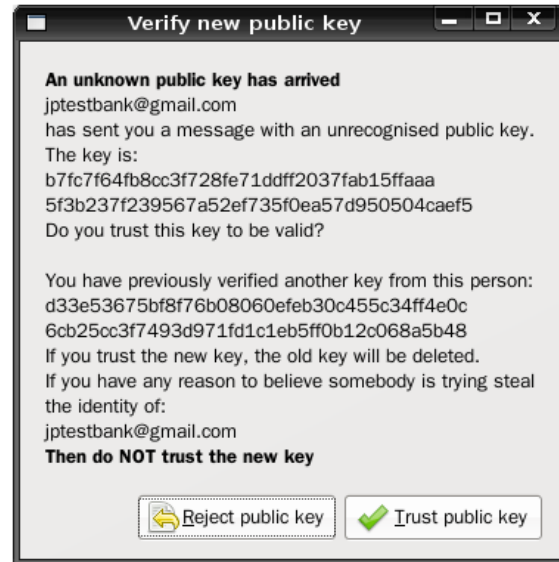 Verify new public key
An unknown public key has arrived
jptestbank@gmail.com
has sent you a message with an unrecognised public key.
The key is:
b7fc7f64fb8cc3f728fe71ddff2037fab15ffaaa
5f3b237f239567a52ef735f0ea57d950504caef5
Do you trust this key to be valid?
You have previously verified another key from this person:
d33e53675bf8f76b08060efeb30c455c34ff4e0c
6cb25cc3f7493d971fd1c1eb5ff0b12c068a5b48
If you trust the new key, the old key will be deleted.
If you have any reason to believe somebody is trying steal
the identity of:
jptestbank@gmail.com
Then do NOT trust the new key
Reject public key Trust public key